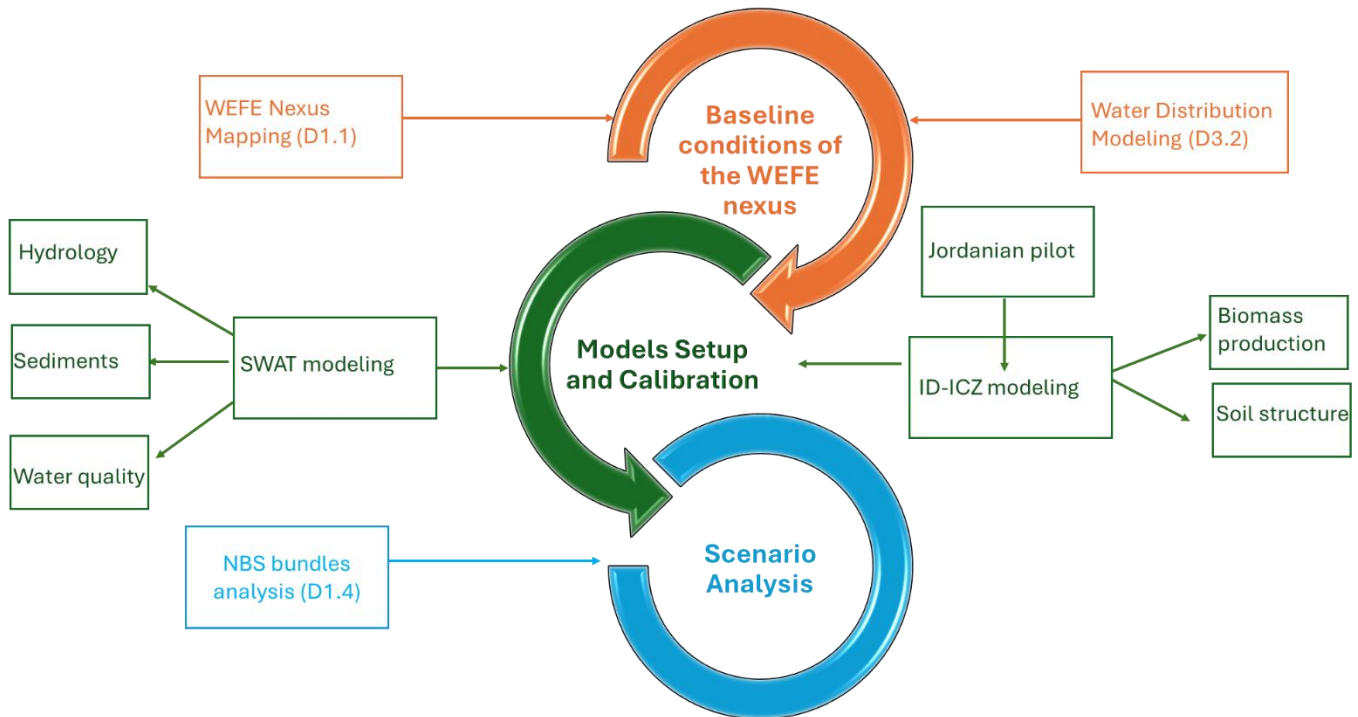 WEFE Nexus
Mapping (D1.1)
Baseline
conditions of
the WEFE
nexus
Water Distribution
Modeling (D3.2)
Hydrology
Sediments
Water quality
SWAT modeling
Models Setup
and Calibration
Jordanian pilot
ID-ICZ modeling
Biomass
production
Soil structure
NBS bundles
analysis (D1.4)
Scenario
Analysis